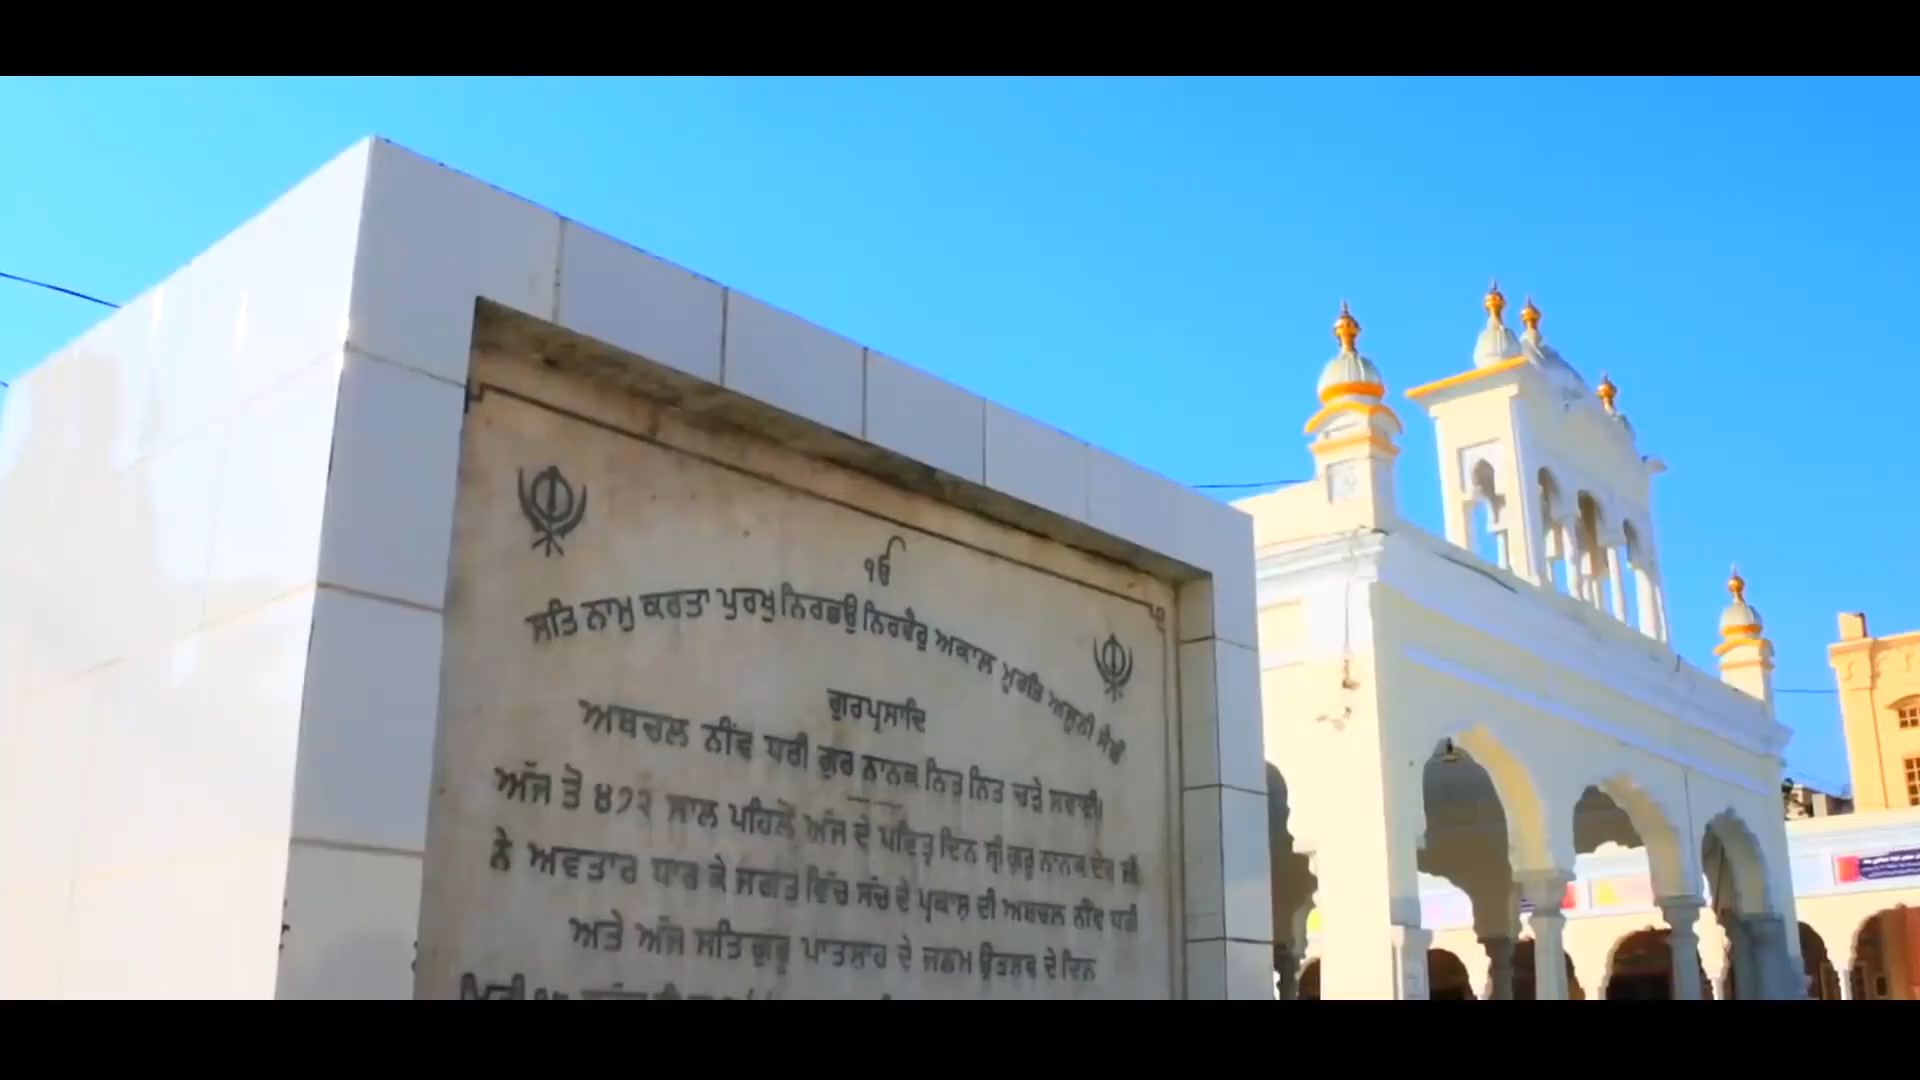 ੴ
ਸਤਿ ਨਾਮੁ ਕਰਤਾ ਪੁਰਖੁ ਨਿਰਭਉ ਨਿਰਵੈਰੁ ਅਕਾਲ ਮੂਰਤਿ ਅਜੂਨੀ ਸੈਭੰ
ਗੁਰਪ੍ਰਸਾਦਿ
ਅਬਚਲ ਨੀਂਵ ਧਰੀ ਗੁਰ ਨਾਨਕ ਨਿਤ ਨਿਤ ਚੜੇ ਸਵਾਈ।
ਅੱਜ ਤੋਂ ੪੭੨ ਸਾਲ ਪਹਿਲੋਂ ਅੱਜ ਦੇ ਪਵਿਤ੍ਰ ਦਿਨ ਸ੍ਰੀ ਗੁਰੂ ਨਾਨਕ ਦੇਵ ਜੀ
ਨੇ ਅਵਤਾਰ ਧਾਰ ਕੇ ਜਗਤ ਵਿੱਚ ਸੱਚ ਦੇ ਪ੍ਰਕਾਸ਼ ਦੀ ਅਬਚਲ ਨੀਂਵ ਧਰੀ
ਅਤੇ ਅੱਜ ਸਤਿਗੁਰੂ ਪਾਤਸ਼ਾਹ ਦੇ ਜਨਮ ਉਤਸਵ ਦੇ ਦਿਨ